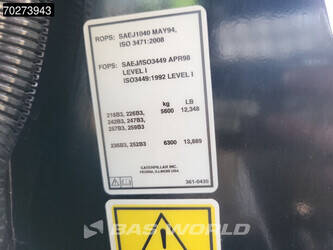 70273943
ROPS: SAEJ1040 MAY94,
ISO 3471:2008
FOPS: SAEJ/ISO3449 APR98
LEVEL I
ISO3449:1992 LEVEL I
kg LB
216B3, 226B3, 5600 12,348
242B3, 247B3,
257B3, 259B3
236B3, 252B3 6300 13,889
CATERPILLAR INC.
PEORIA, ILLINOIS USA
361-0435
BAS WORLD